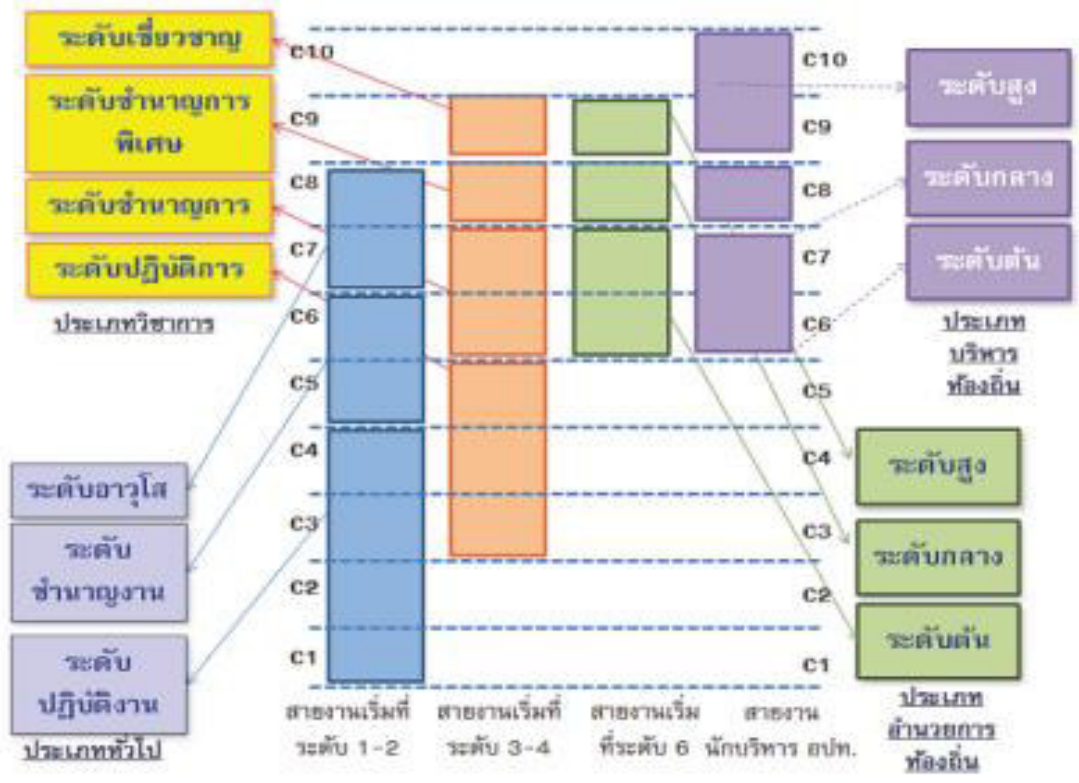 ระดับเชี่ยวชาญ
ระดับชำนาญการ
พิเศษ
ระดับชำนาญการ
ระดับปฏิบัติการ
ประเภทวิชาการ
ระดับอาวุโส
ระดับ
ชำนาญงาน
ระดับ
ปฏิบัติงาน
ประเภททั่วไป
C10
C9
C8
C7
C6
C5
C4
C3
C2
C1
สายงานเริ่มที่
ระดับ 1-2
สายงานเริ่มที่
ระดับ 3-4
สายงานเริ่ม
ที่ระดับ 6
สายงาน
นักบริหาร อปท.
C10
C9
C8
C7
C6
C5
C4
C3
C2
C1
ระดับสูง
ระดับกลาง
ระดับต้น
ประเภท
บริหาร
ท้องถิ่น
ระดับสูง
ระดับกลาง
ระดับต้น
ประเภท
อำนวยการ
ท้องถิ่น